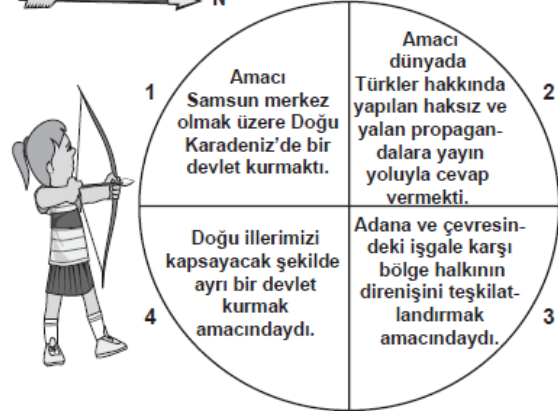 N
1
Amacı
Samsun merkez
olmak üzere Doğu
Karadeniz'de bir
devlet kurmaktı.
Amacı
dünyada
Türkler hakkında
yapılan haksız ve
yalan propagan-
dalara yayın
yoluyla cevap
vermekti.
2
4
Doğu illerimizi
kapsayacak şekilde
ayrı bir devlet
kurmak
amacındaydı.
Adana ve çevresin-
deki işgale karşı
bölge halkının
direnişini teşkilat-
landırmak
amacındaydı.
3